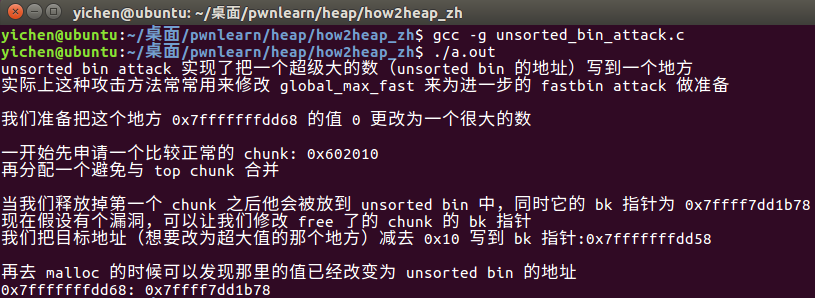 yichen@ubuntu: ~/桌面/pwnlearn/heap/how2heap_zh
yichen@ubuntu:~/桌面/pwnlearn/heap/how2heap_zh$ gcc -g unsorted_bin_attack.c
yichen@ubuntu:~/桌面/pwnlearn/heap/how2heap_zh$ ./a.out
unsorted bin attack 实现了把一个超级大的数（unsorted bin 的地址）写到一个地方
实际上这种攻击方法常常用来修改 global_max_fast 来为进一步的 fastbin attack 做准备
我们准备把这个地方 0x7fffffffdd68 的值 0 更改为一个很大的数
一开始先申请一个比较正常的 chunk: 0x602010
再分配一个避免与 top chunk 合并
当我们释放掉第一个 chunk 之后他会被放到 unsorted bin 中，同时它的 bk 指针为 0x7ffff7dd1b78
现在假设有个漏洞，可以让我们修改 free 了的 chunk 的 bk 指针
我们把目标地址（想要改为超大值的那个地方）减去 0x10 写到 bk 指针:0x7fffffffdd58
再去 malloc 的时候可以发现那里的值已经改变为 unsorted bin 的地址
0x7fffffffdd68: 0x7ffff7dd1b78